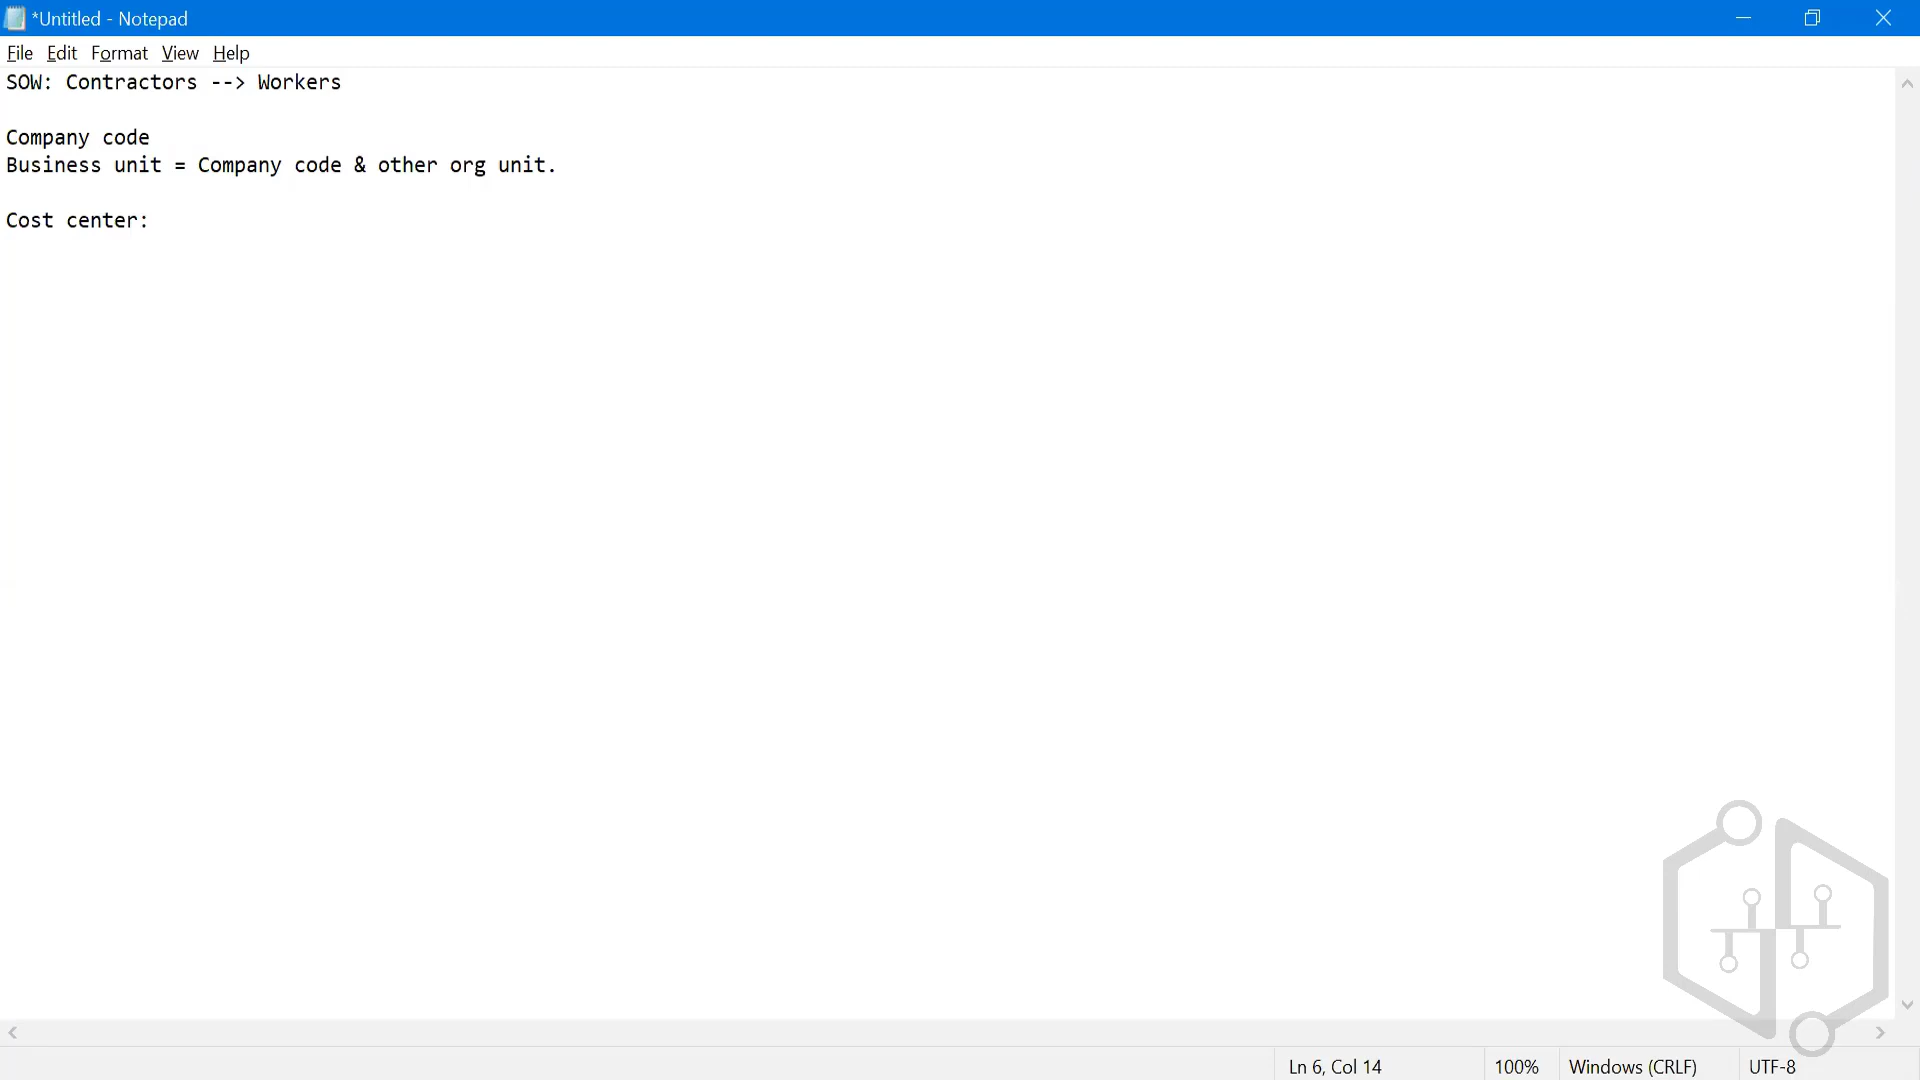 *Untitled - Notepad
File Edit Format View Help
SOW: Contractors --> Workers
Company code
Business unit = Company code & other org unit.
Cost center:
Ln 6, Col 14 100% Windows (CRLF) UTF-8